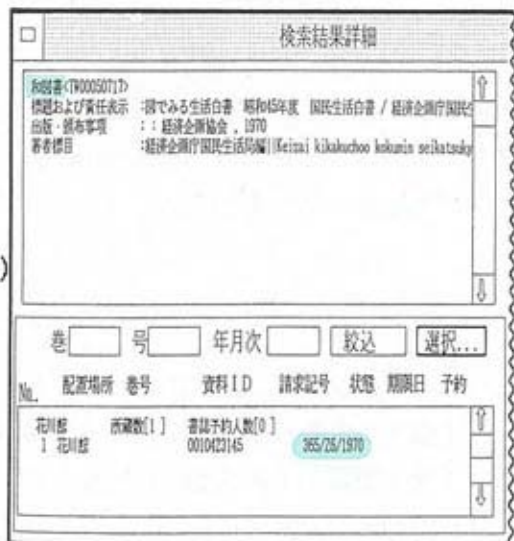 検索結果詳細
和図書<TW00050717>
標題および責任表示 :図でみる生活白書 昭和45年度 国民生活白書 / 経済企画庁国民生
出版・頒布事項 : : 経済企画協会 , 1970
著者標目 :経済企画庁国民生活局編||Keizai kikakuchoo kokumin seikatsuky
巻 号 年月次 絞込 選択...
No. 配置場所 巻号 資料ID 請求記号 状態 期限日 予約
花川館 所蔵数[1] 書誌予約人数[0]
1 花川館 0010423145 365/26/1970